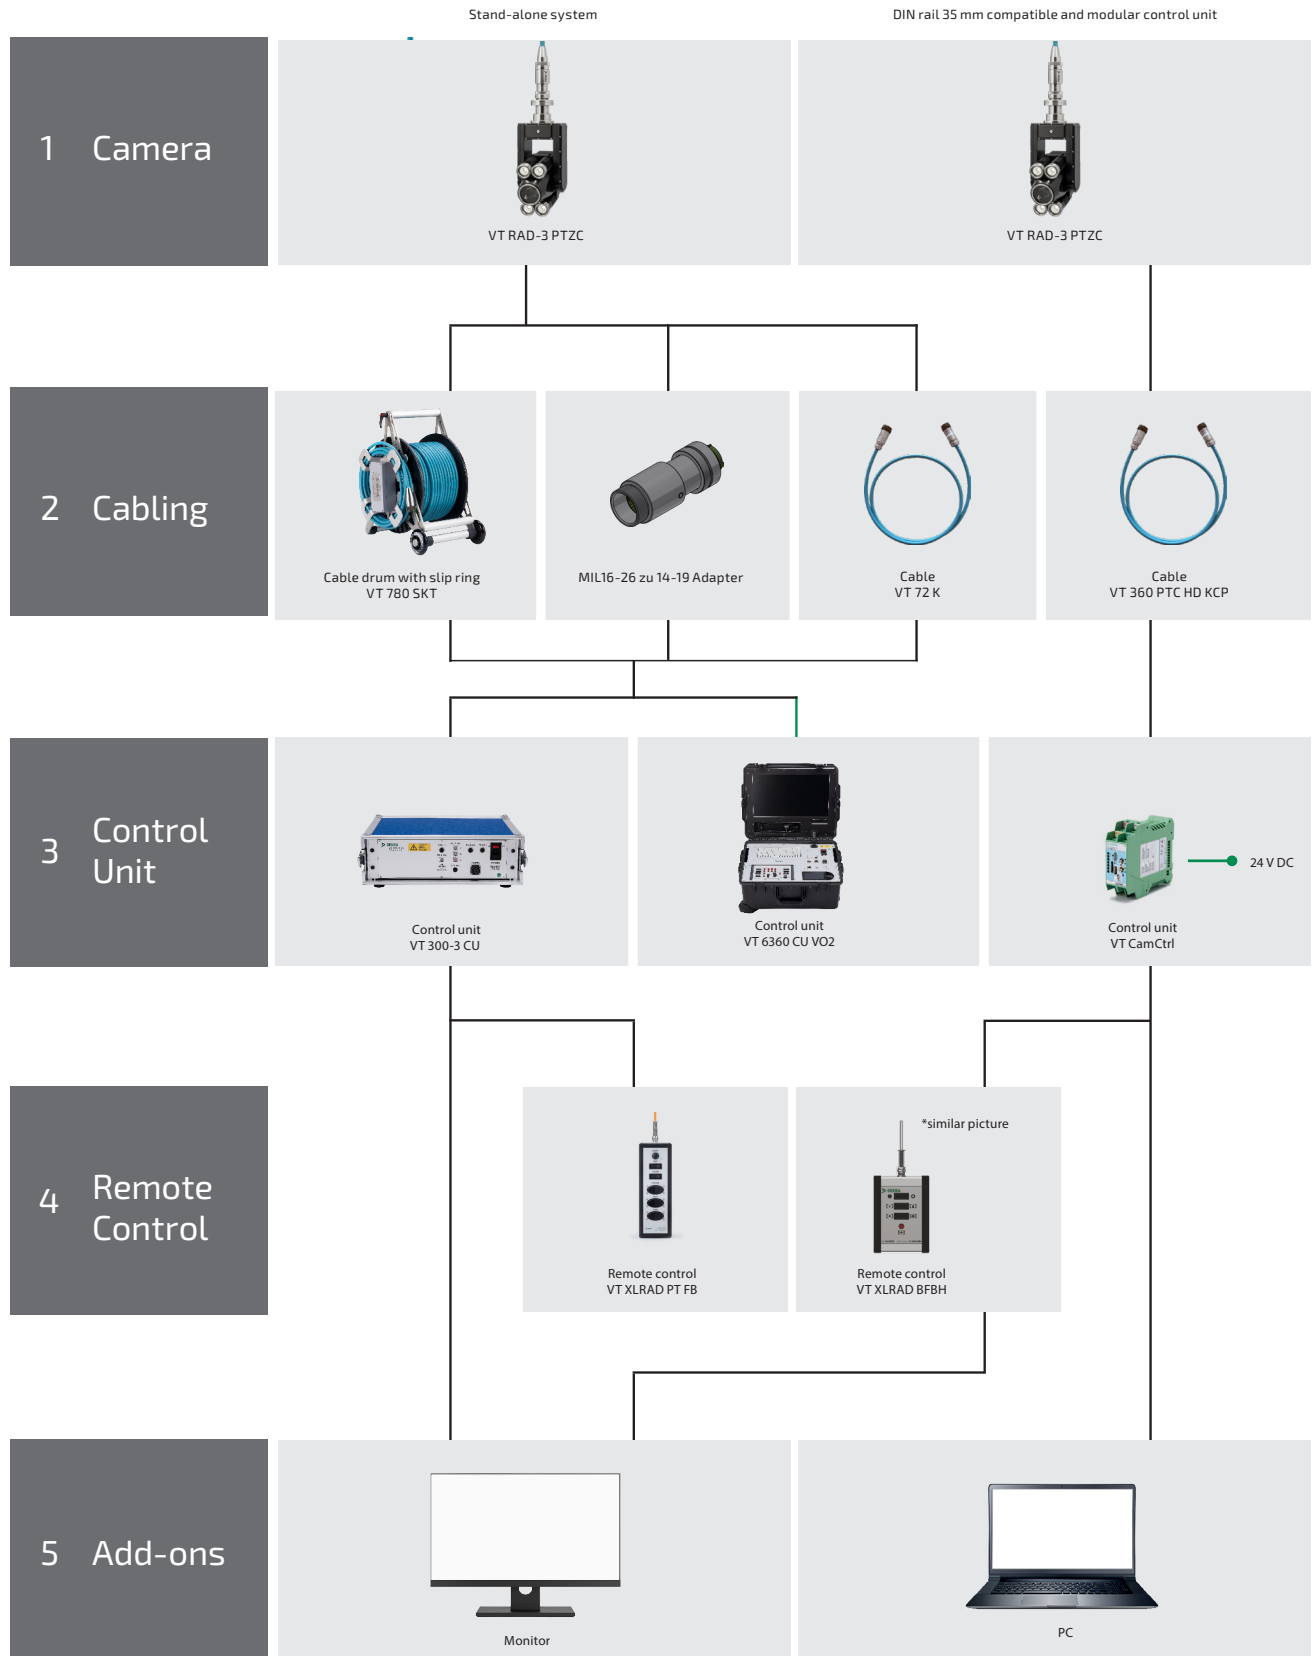 Stand-alone system
DIN rail 35 mm compatible and modular control unit
1 Camera
VT RAD-3 PTZC
VT RAD-3 PTZC
2 Cabling
Cable drum with slip ring
VT 780 SKT
MIL16-26 zu 14-19 Adapter
Cable
VT 72 K
Cable
VT 360 PTC HD KCP
3 Control
Unit
24 V DC
Control unit
VT 300-3 CU
Control unit
VT 6360 CU VO2
Control unit
VT CamCtrl
4 Remote
Control
*similar picture
Remote control
VT XLRAD PT FB
Remote control
VT XLRAD BFBH
5 Add-ons
Monitor
PC